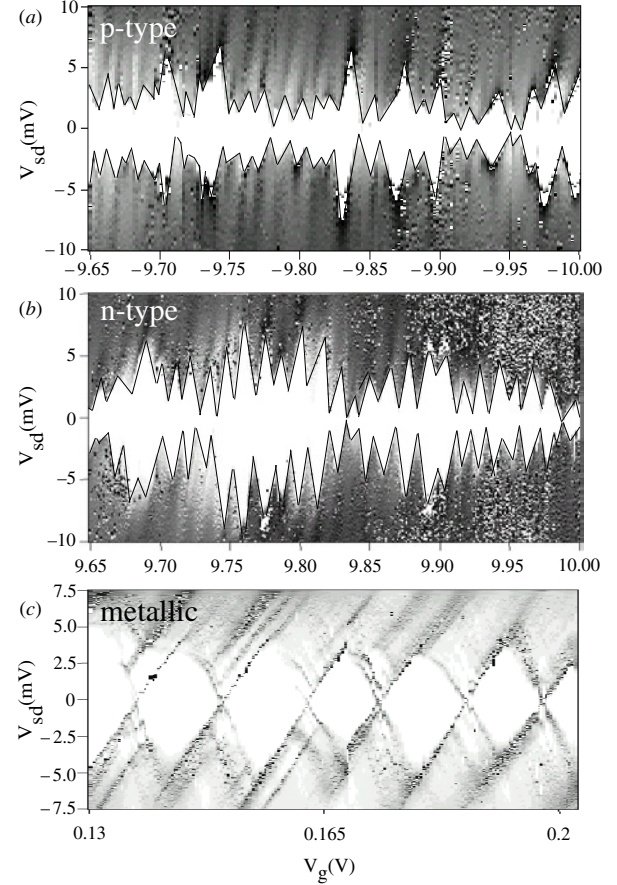 (a)
p-type
10
5
0
−5
−10
V_sd(mV)
−9.65 −9.70 −9.75 −9.80 −9.85 −9.90 −9.95 −10.00
(b)
n-type
10
5
0
−5
−10
V_sd(mV)
9.65 9.70 9.75 9.80 9.85 9.90 9.95 10.00
(c)
metallic
7.5
5.0
2.5
0
−2.5
−5.0
−7.5
V_sd(mV)
0.13 0.165 0.2
V_g(V)